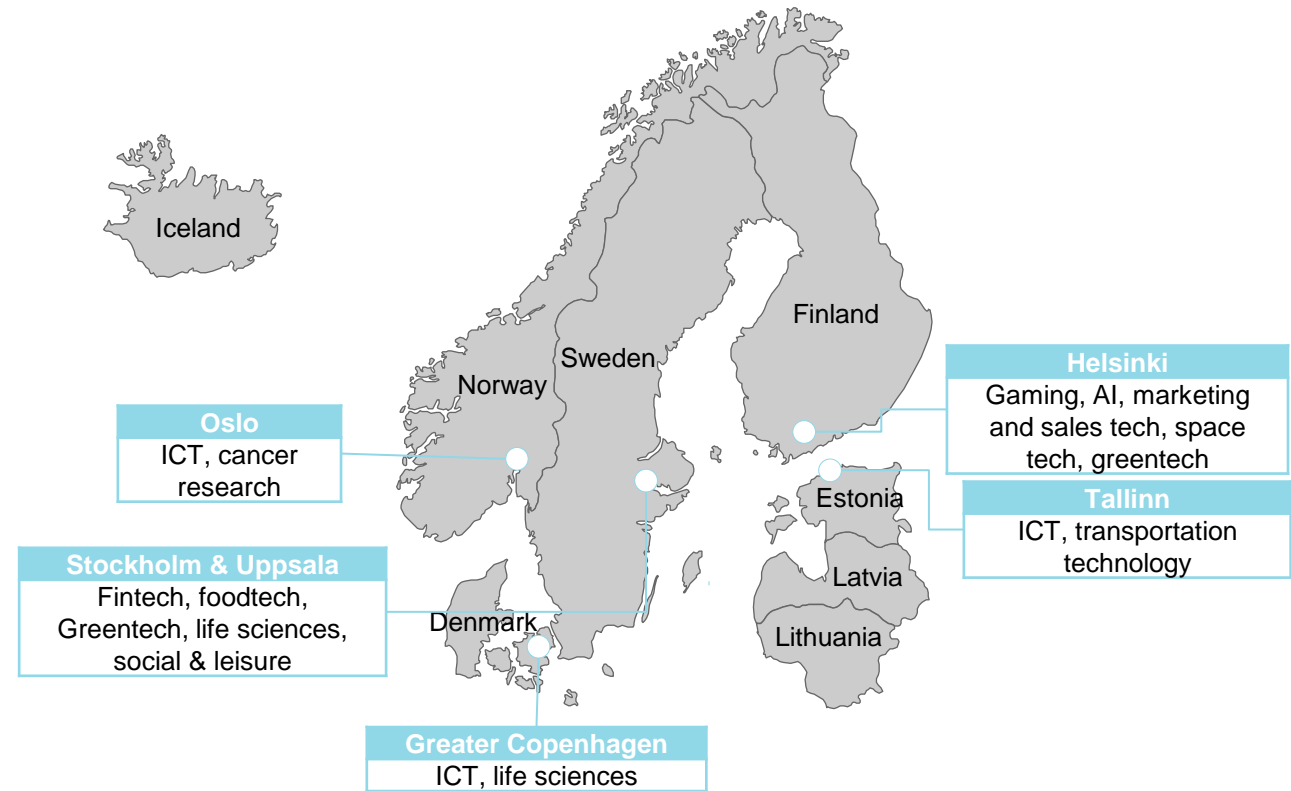 Iceland
Finland
Sweden
Norway
Helsinki
Gaming, AI, marketing
and sales tech, space
tech, greentech
Oslo
ICT, cancer
research
Estonia
Tallinn
ICT, transportation
technology
Stockholm & Uppsala
Fintech, foodtech,
Greentech, life sciences,
social & leisure
Latvia
Denmark
Lithuania
Greater Copenhagen
ICT, life sciences